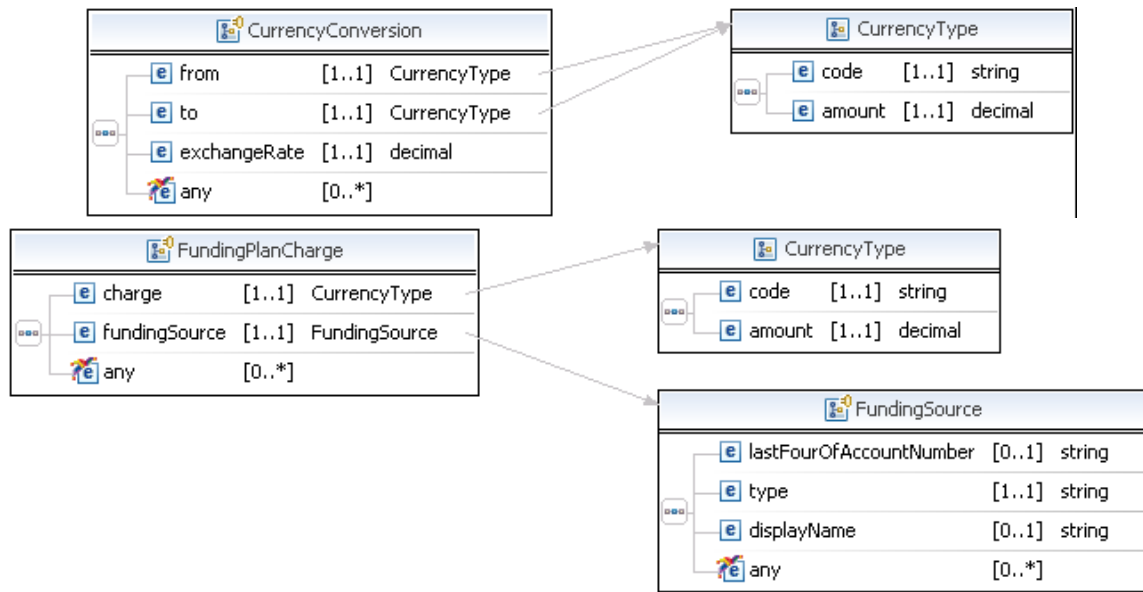 CurrencyConversion
from [1..1] CurrencyType
to [1..1] CurrencyType
exchangeRate [1..1] decimal
any [0..*]
CurrencyType
code [1..1] string
amount [1..1] decimal
FundingPlanCharge
charge [1..1] CurrencyType
fundingSource [1..1] FundingSource
any [0..*]
CurrencyType
code [1..1] string
amount [1..1] decimal
FundingSource
lastFourOfAccountNumber [0..1] string
type [1..1] string
displayName [0..1] string
any [0..*]